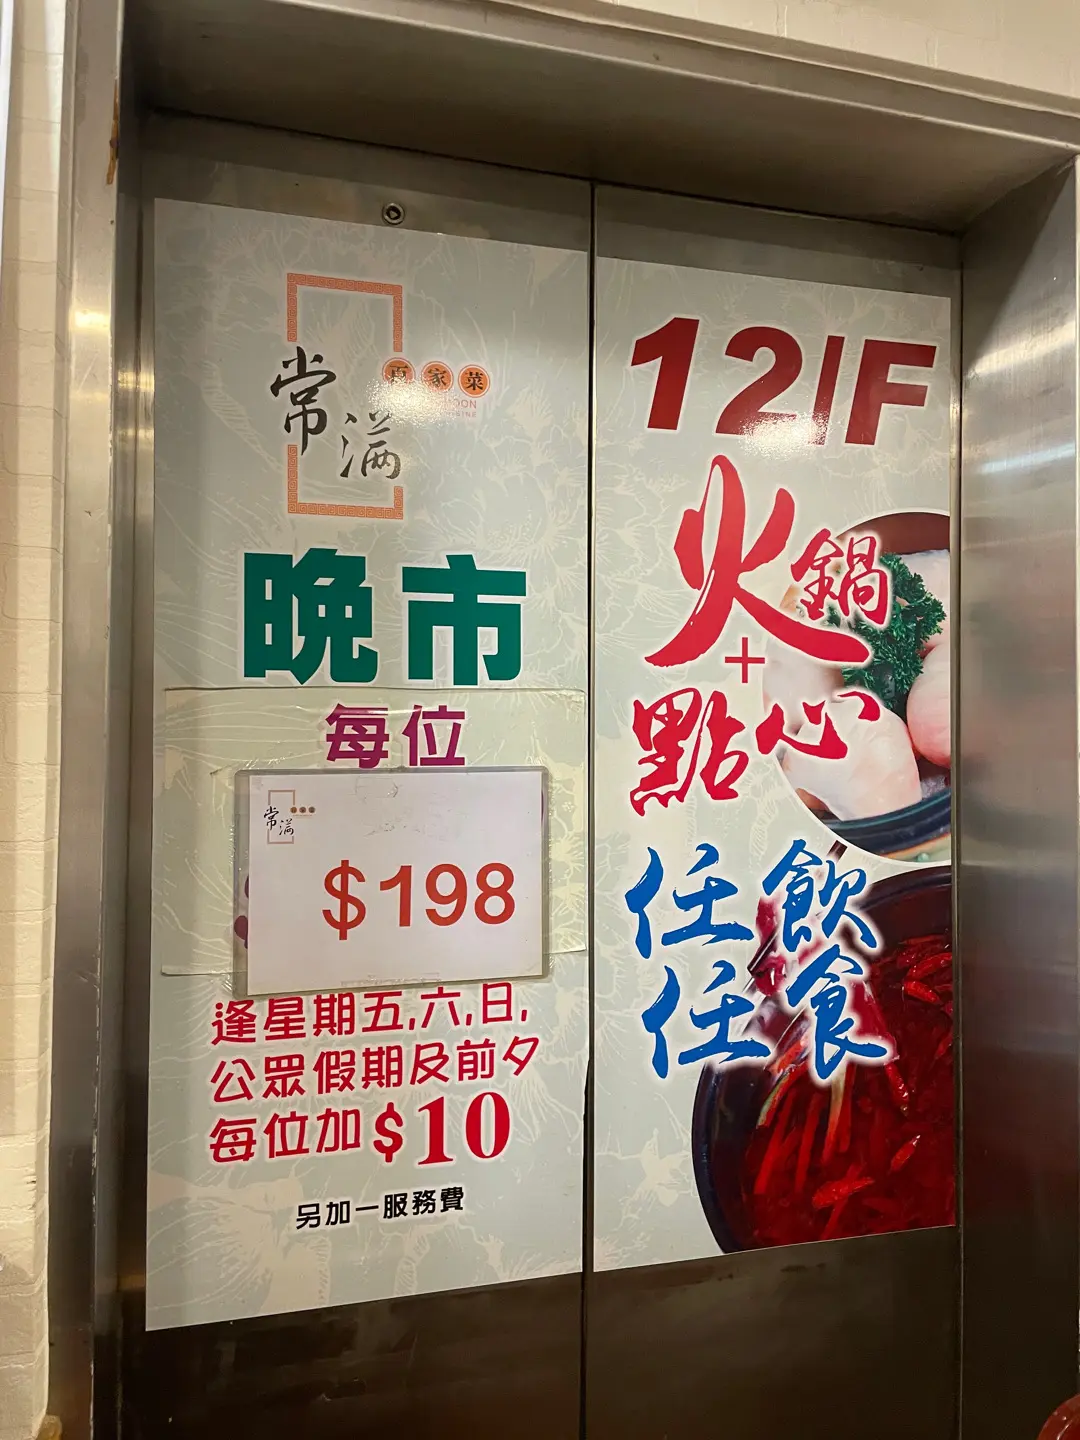 常滿
百家菜
晚市
每位
常滿
$198
逢星期五,六,日,
公眾假期及前夕
每位加$10
另加一服務費
12/F
火鍋
+
點心
任飲
任食